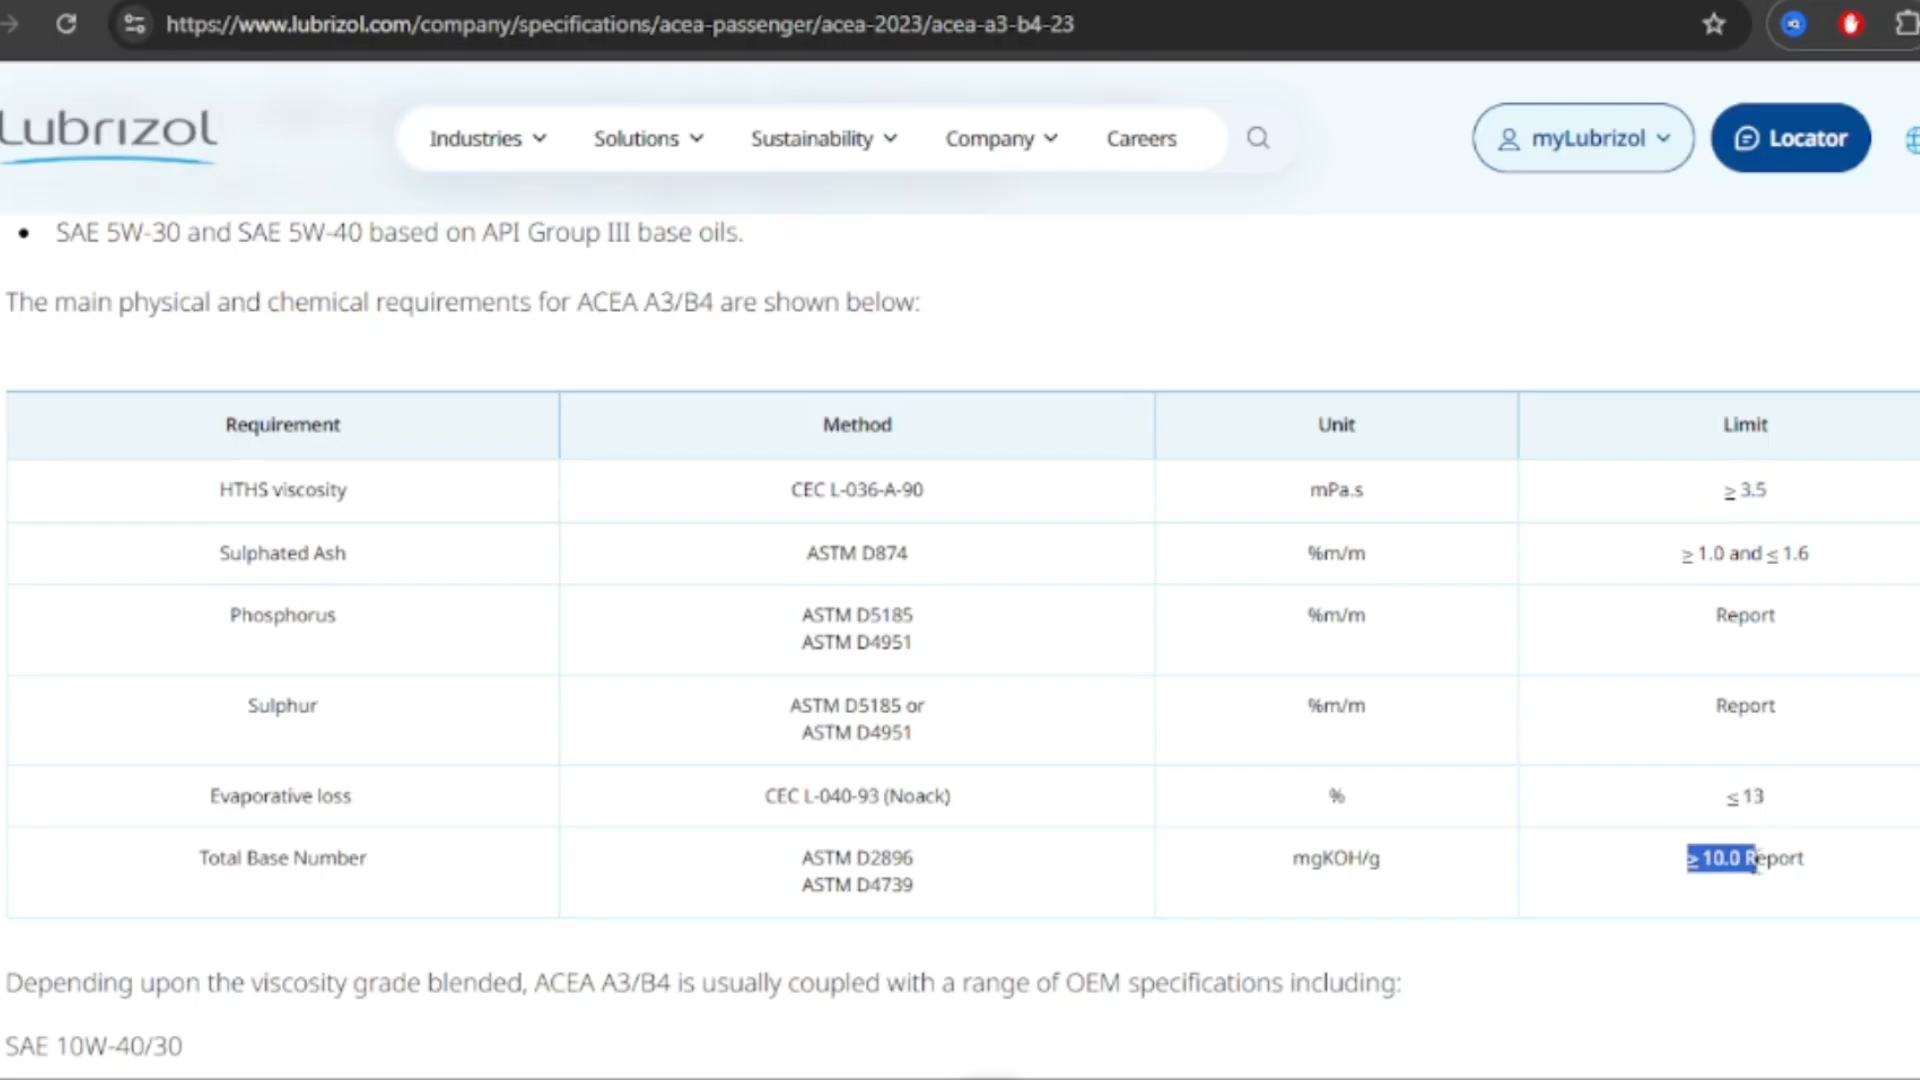 https://www.lubrizol.com/company/specifications/acea-passenger/acea-2023/acea-a3-b4-23
Lubrizol
Industries
Solutions
Sustainability
Company
Careers
myLubrizol
Locator
• SAE 5W-30 and SAE 5W-40 based on API Group III base oils.
The main physical and chemical requirements for ACEA A3/B4 are shown below:
Requirement Method Unit Limit
HTHS viscosity CEC L-036-A-90 mPa.s ≥ 3.5
Sulphated Ash ASTM D874 %m/m ≥ 1.0 and ≤ 1.6
Phosphorus ASTM D5185 %m/m Report
ASTM D4951
Sulphur ASTM D5185 or %m/m Report
ASTM D4951
Evaporative loss CEC L-040-93 (Noack) % ≤ 13
Total Base Number ASTM D2896 mgKOH/g ≥ 10.0 Report
ASTM D4739
Depending upon the viscosity grade blended, ACEA A3/B4 is usually coupled with a range of OEM specifications including:
SAE 10W-40/30